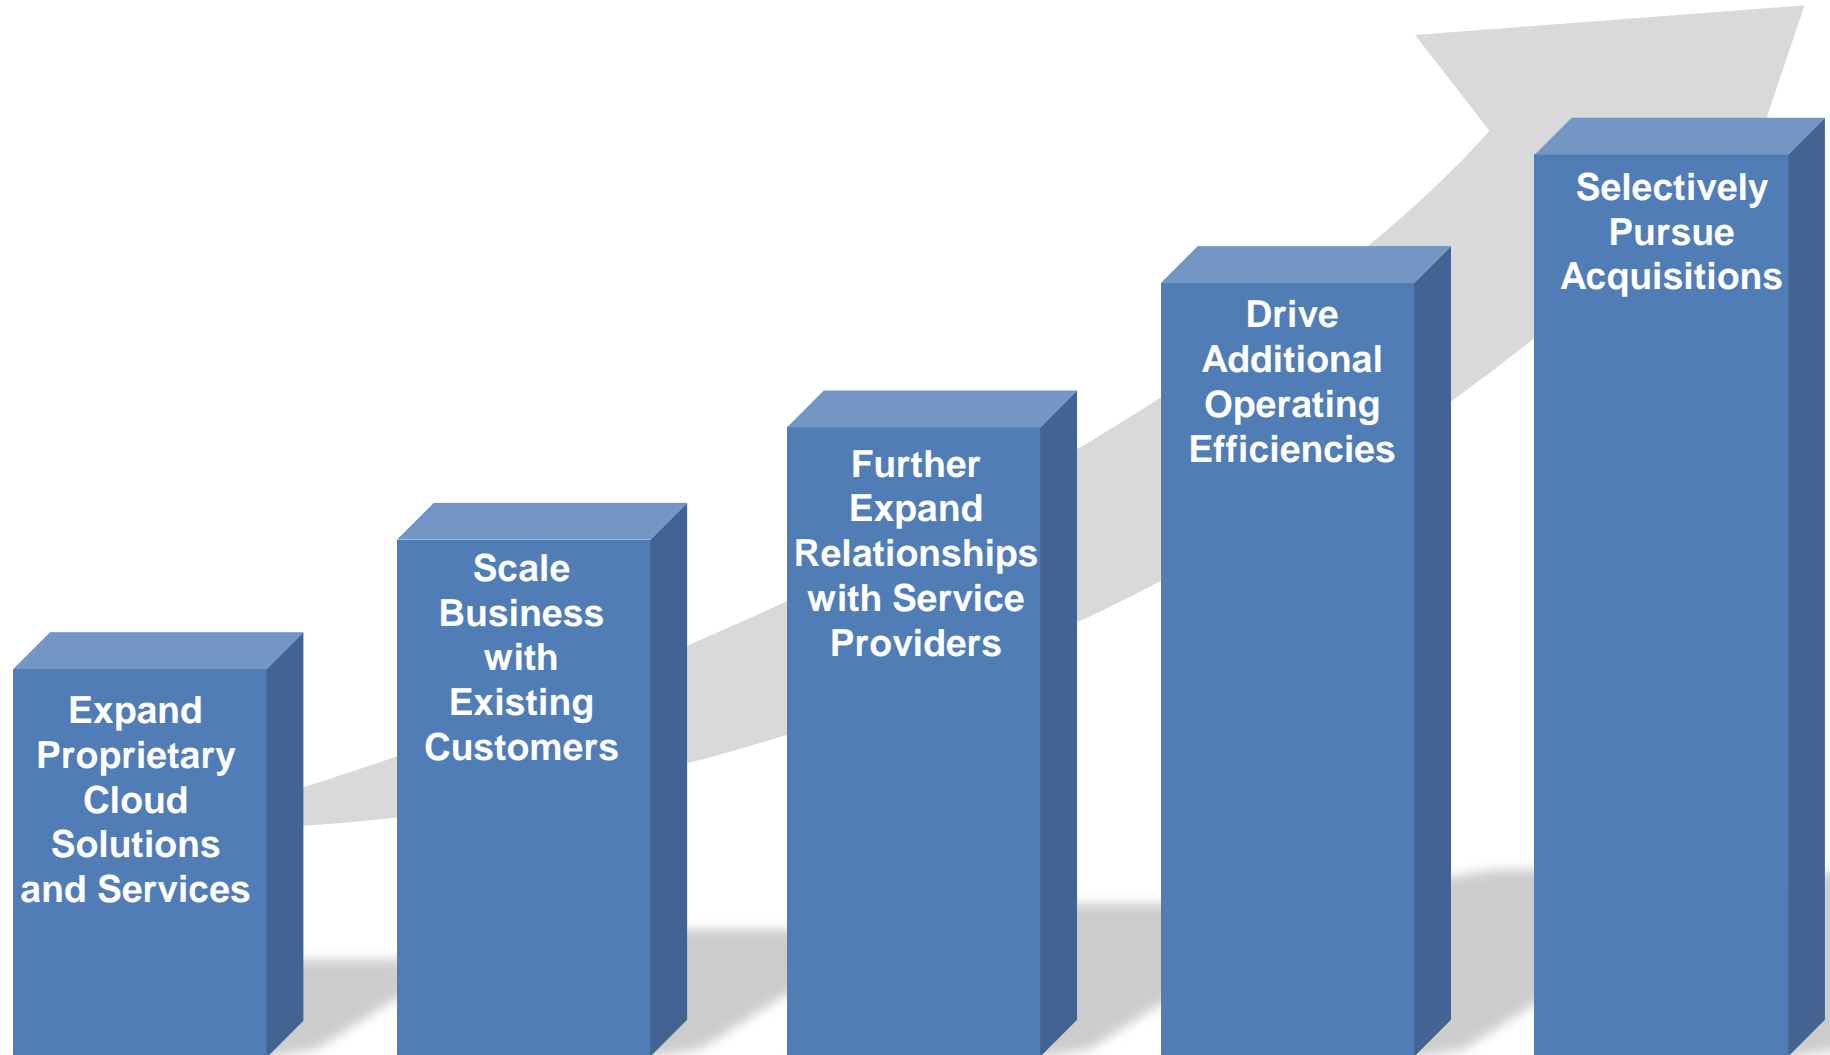 Expand
Proprietary
Cloud
Solutions
and Services
Scale
Business
with
Existing
Customers
Further
Expand
Relationships
with Service
Providers
Drive
Additional
Operating
Efficiencies
Selectively
Pursue
Acquisitions